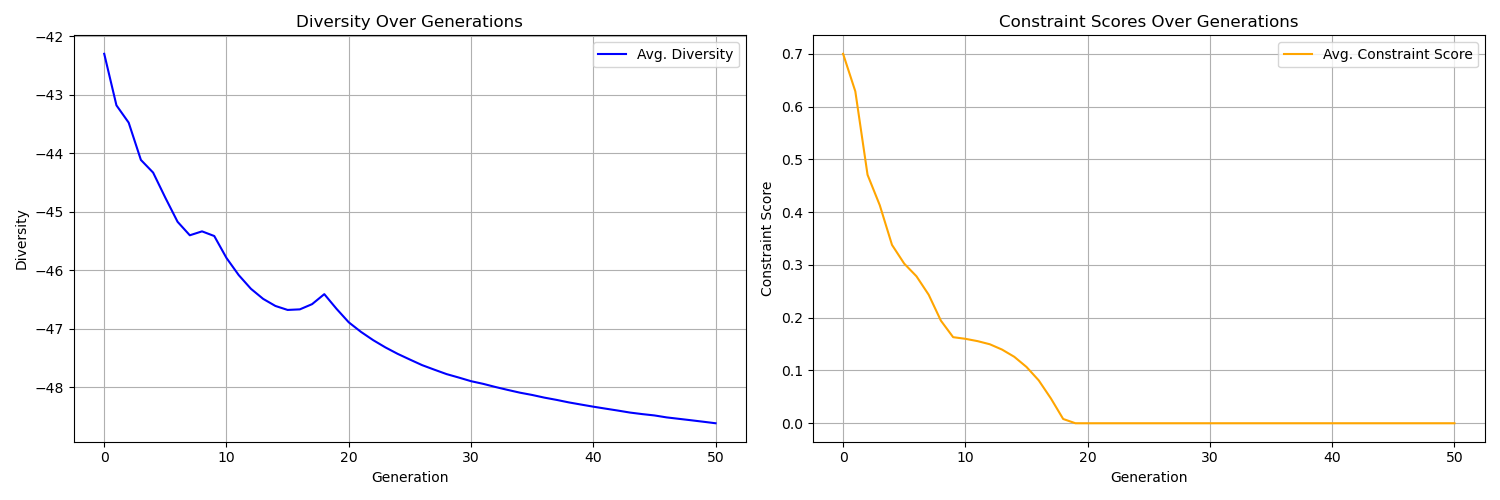 Diversity Over Generations
Avg. Diversity
−42
−43
−44
−45
−46
−47
−48
Diversity
0 10 20 30 40 50
Generation
Constraint Scores Over Generations
Avg. Constraint Score
0.7
0.6
0.5
0.4
0.3
0.2
0.1
0.0
Constraint Score
0 10 20 30 40 50
Generation